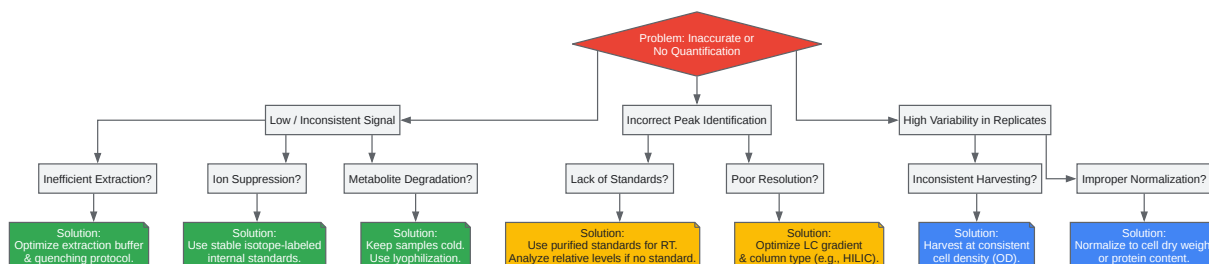 Problem: Inaccurate or
No Quantification
Low / Inconsistent Signal
Incorrect Peak Identification
High Variability in Replicates
Inefficient Extraction?
Ion Suppression?
Metabolite Degradation?
Lack of Standards?
Poor Resolution?
Inconsistent Harvesting?
Improper Normalization?
Solution:
Optimize extraction buffer
& quenching protocol.
Solution:
Use stable isotope-labeled
internal standards.
Solution:
Keep samples cold.
Use lyophilization.
Solution:
Use purified standards for RT.
Analyze relative levels if no standard.
Solution:
Optimize LC gradient
& column type (e.g., HILIC).
Solution:
Harvest at consistent
cell density (OD).
Solution:
Normalize to cell dry weigh
or protein content.